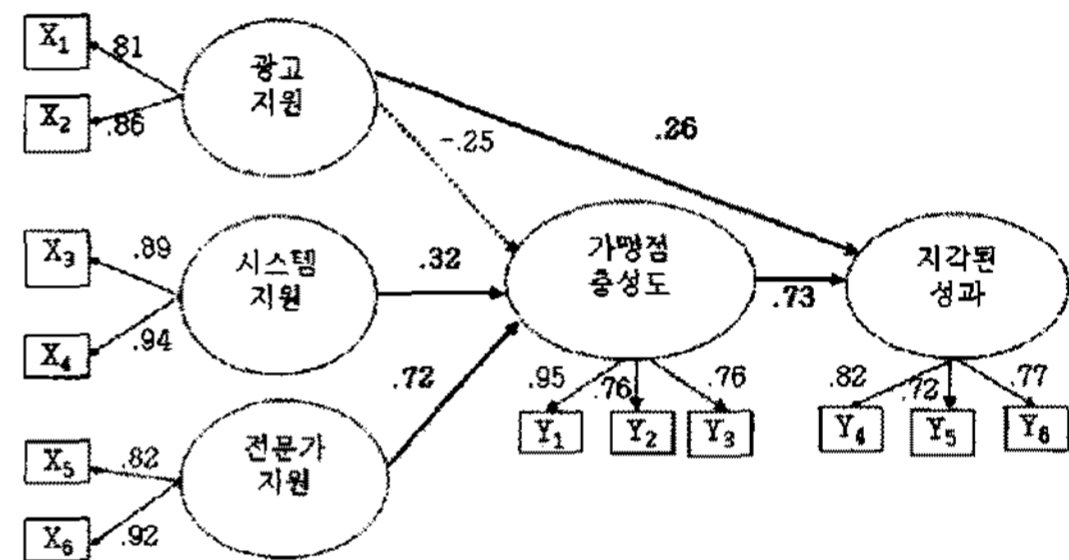 X₁
.81
X₂
.86
광고
지원
.26
-.25
X₃
.89
X₄
.94
시스템
지원
.32
가맹점
충성도
.73
지각된
성과
.72
X₅
.82
X₆
.92
전문가
지원
.95
.76
.76
Y₁
Y₂
Y₃
.82
.72
.77
Y₄
Y₅
Y₆